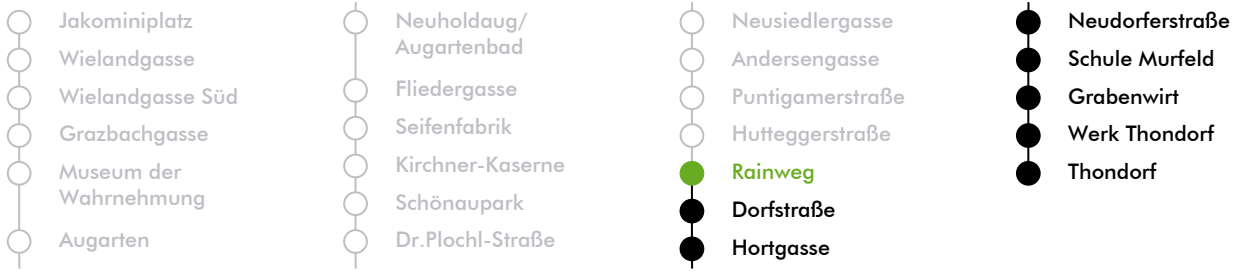 Jakominiplatz
Wielandgasse
Wielandgasse Süd
Grazbachgasse
Museum der
Wahrnehmung
Augarten
Neuholdaug/
Augartenbad
Fliedergasse
Seifenfabrik
Kirchner-Kaserne
Schönaupark
Dr.Plochl-Straße
Neusiedlergasse
Andersengasse
Puntigamerstraße
Hutteggerstraße
Rainweg
Dorfstraße
Hortgasse
Neudorferstraße
Schule Murfeld
Grabenwirt
Werk Thondorf
Thondorf